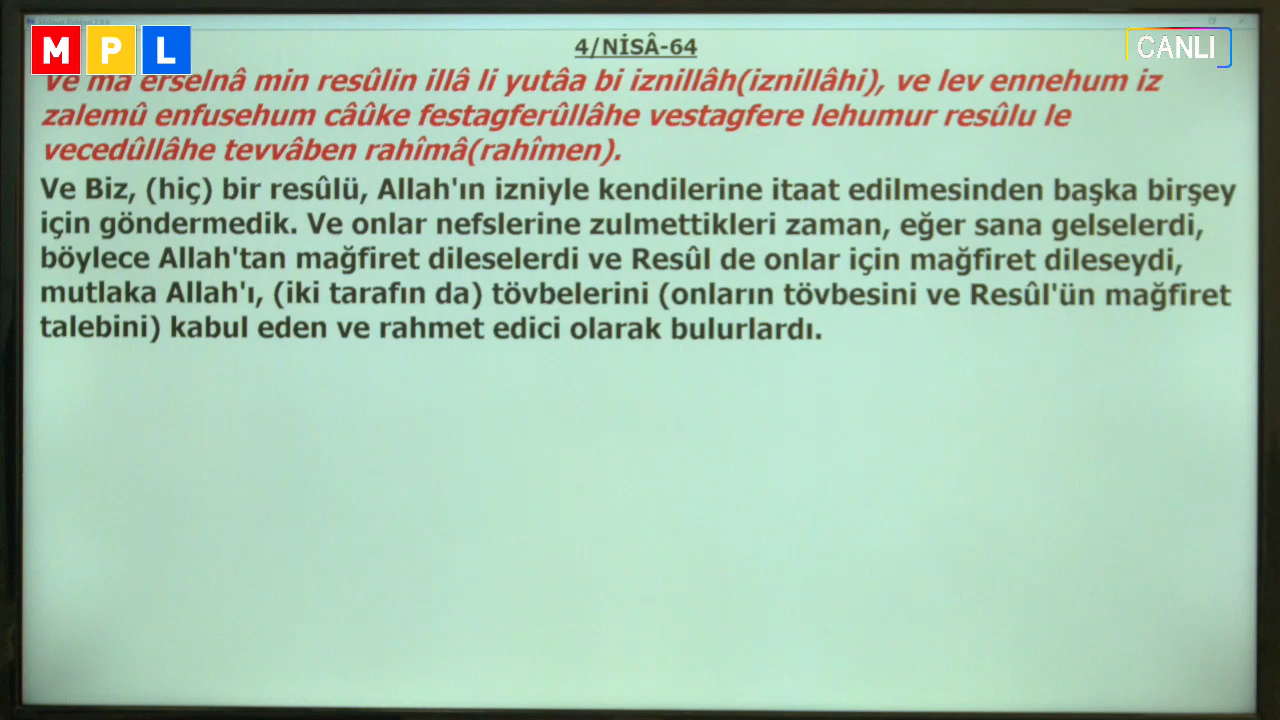 MPL
CANLI
4/NİSÂ-64
Ve mâ erselnâ min resûlin illâ li yutâa bi iznillâh(iznillâhi), ve lev ennehum iz
zalemû enfusehum câûke festagferûllâhe vestagfere lehumur resûlu le
vecedûllâhe tevvâben rahîmâ(rahîmen).
Ve Biz, (hiç) bir resûlü, Allah'ın izniyle kendilerine itaat edilmesinden başka birşey
için göndermedik. Ve onlar nefslerine zulmettikleri zaman, eğer sana gelselerdi,
böylece Allah'tan mağfiret dileselerdi ve Resûl de onlar için mağfiret dileseydi,
mutlaka Allah'ı, (iki tarafın da) tövbelerini (onların tövbesini ve Resûl'ün mağfiret
talebini) kabul eden ve rahmet edici olarak bulurlardı.